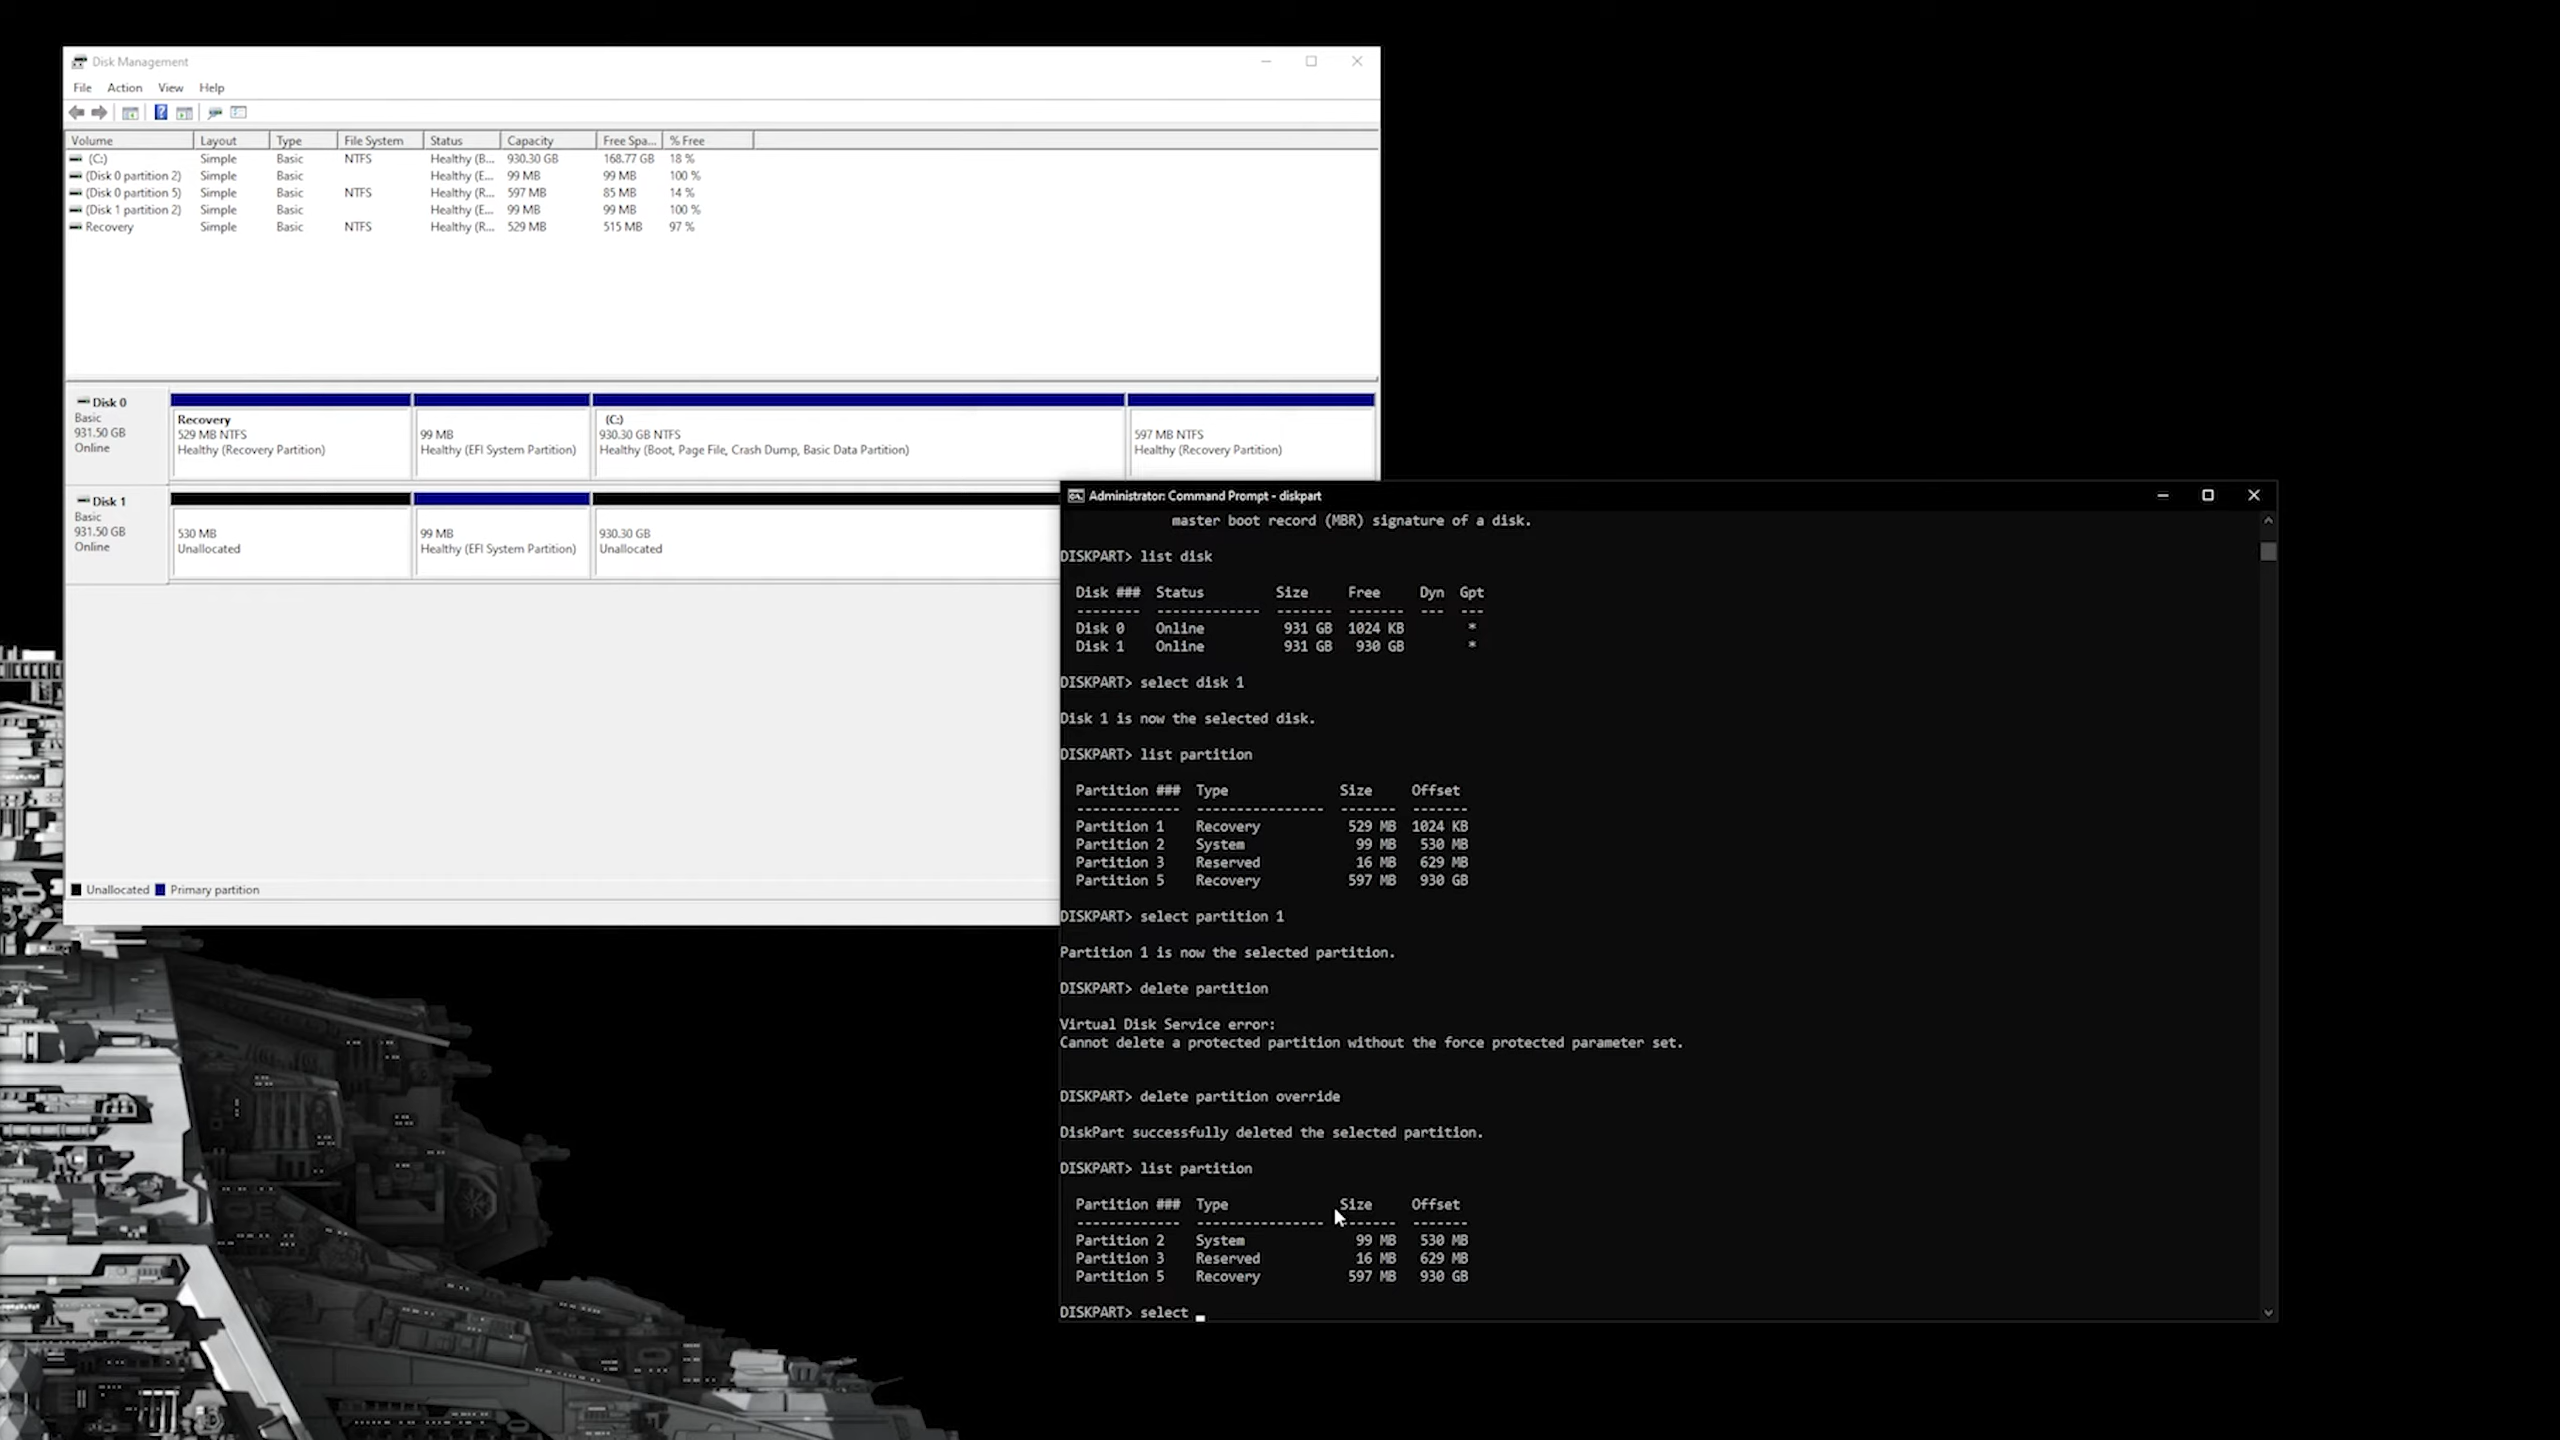 Disk Management
File Action View Help
Volume Layout Type File System Status Capacity Free Spa... % Free
(C:) Simple Basic NTFS Healthy (B... 930.30 GB 168.77 GB 18 %
(Disk 0 partition 2) Simple Basic Healthy (E... 99 MB 99 MB 100 %
(Disk 0 partition 5) Simple Basic NTFS Healthy (R... 597 MB 85 MB 14 %
(Disk 1 partition 2) Simple Basic Healthy (E... 99 MB 99 MB 100 %
Recovery Simple Basic NTFS Healthy (R... 529 MB 515 MB 97 %
Disk 0
Basic
931.50 GB
Online
Recovery
529 MB NTFS
Healthy (Recovery Partition)
99 MB
Healthy (EFI System Partition)
(C:)
930.30 GB NTFS
Healthy (Boot, Page File, Crash Dump, Basic Data Partition)
597 MB NTFS
Healthy (Recovery Partition)
Disk 1
Basic
931.50 GB
Online
530 MB
Unallocated
99 MB
Healthy (EFI System Partition)
930.30 GB
Unallocated
Unallocated Primary partition
Administrator: Command Prompt - diskpart
master boot record (MBR) signature of a disk.
DISKPART> list disk
Disk ### Status Size Free Dyn Gpt
-------- ------------- ------- ------- --- ---
Disk 0 Online 931 GB 1024 KB *
Disk 1 Online 931 GB 930 GB *
DISKPART> select disk 1
Disk 1 is now the selected disk.
DISKPART> list partition
Partition ### Type Size Offset
------------- ---------------- ------- -------
Partition 1 Recovery 529 MB 1024 KB
Partition 2 System 99 MB 530 MB
Partition 3 Reserved 16 MB 629 MB
Partition 5 Recovery 597 MB 930 GB
DISKPART> select partition 1
Partition 1 is now the selected partition.
DISKPART> delete partition
Virtual Disk Service error:
Cannot delete a protected partition without the force protected parameter set.
DISKPART> delete partition override
DiskPart successfully deleted the selected partition.
DISKPART> list partition
Partition ### Type Size Offset
------------- ---------------- ------- -------
Partition 2 System 99 MB 530 MB
Partition 3 Reserved 16 MB 629 MB
Partition 5 Recovery 597 MB 930 GB
DISKPART> select